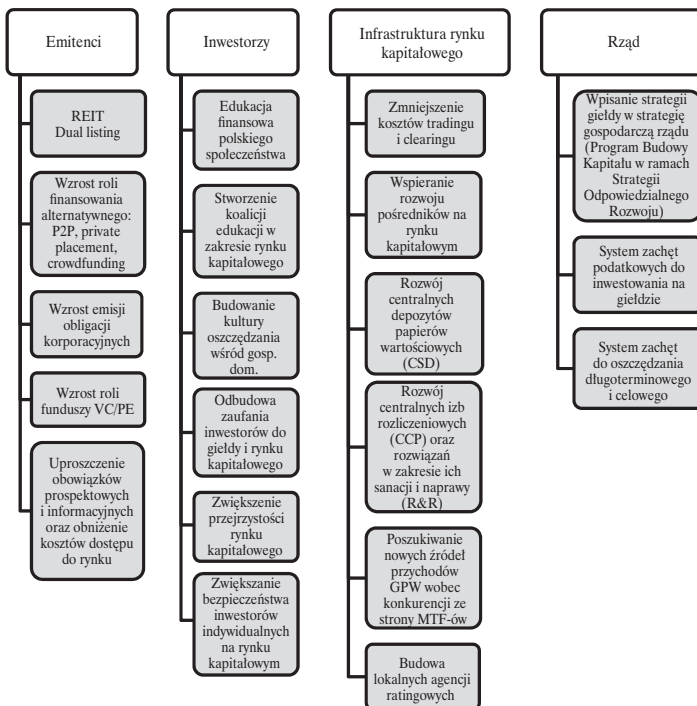 Emitenci
REIT
Dual listing
Wzrost roli
finansowania
alternatywnego:
P2P, private
placement,
crowdfunding
Wzrost emisji
obligacji
korporacyjnych
Wzrost roli
funduszy VC/PE
Uproszczenie
obowiązków
prospektowych
i informacyjnych
oraz obniżenie
kosztów dostępu
do rynku
Inwestorzy
Edukacja
finansowa
polskiego
społeczeństwa
Stworzenie
koalicji
edukacji w
zakresie rynku
kapitałowego
Budowanie
kultury
oszczędzania
wśród gosp.
dom.
Odbudowa
zaufania
inwestorów do
giełdy i rynku
kapitałowego
Zwiększenie
przejrzystości
rynku
kapitałowego
Zwiększanie
bezpieczeństwa
inwestorów
indywidualnych
na rynku
kapitałowym
Infrastruktura rynku
kapitałowego
Zmniejszenie
kosztów tradingu
i clearingu
Wspieranie
rozwoju
pośredników na
rynku
kapitałowym
Rozwój
centralnych
depozytów
papierów
wartościowych
(CSD)
Rozwój
centralnych izb
rozliczeniowych
(CCP) oraz
rozwiązań
w zakresie ich
sanacji i naprawy
(R&R)
Poszukiwanie
nowych źródeł
przychodów
GPW wobec
konkurencji ze
strony MTF-ów
Budowa
lokalnych agencji
ratingowych
Rząd
Wpisanie strategii
giełdy w strategię
gospodarczą rządu
(Program Budowy
Kapitału w ramach
Strategii
Odpowiedzialnego
Rozwoju)
System zachęt
podatkowych do
inwestowania na
giełdzie
System zachęt
do oszczędzania
długoterminowego
i celowego